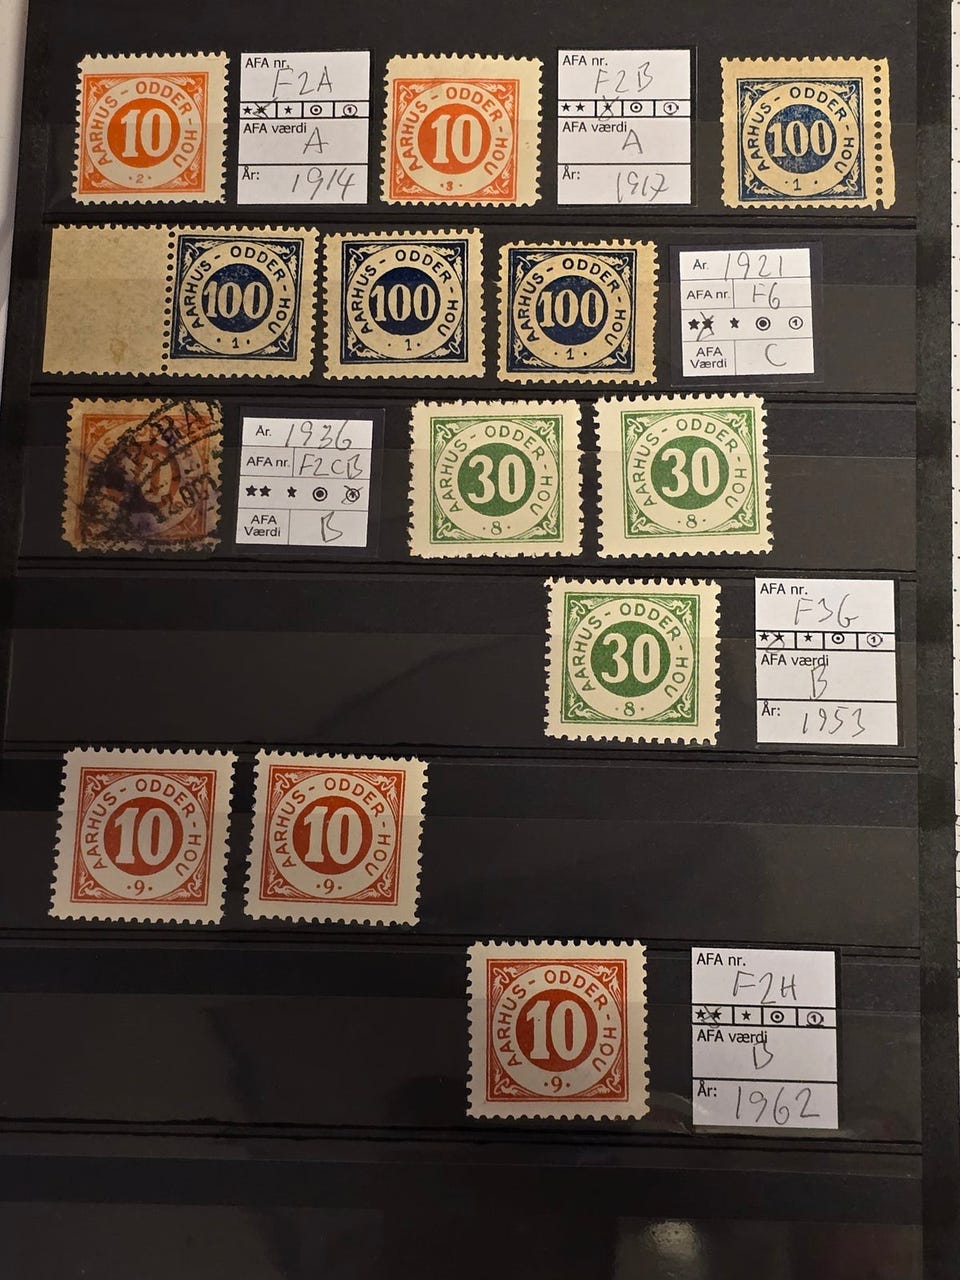 AARHUS - ODDER - HOU
10
· 2 ·
AFA nr.
F2A
AFA værdi
A
År: 1914
AARHUS - ODDER - HOU
10
· 3 ·
AFA nr.
F2B
AFA værdi
A
År: 1917
AARHUS - ODDER - HOU
100
· 1 ·
AARHUS - ODDER - HOU
100
· 1 ·
AARHUS - ODDER - HOU
100
· 1 ·
AARHUS - ODDER - HOU
100
· 1 ·
År. 1921
AFA nr. F6
AFA Værdi C
År. 1936
AFA nr. F2CB
AFA Værdi B
AARHUS - ODDER - HOU
30
· 8 ·
AARHUS - ODDER - HOU
30
· 8 ·
AARHUS - ODDER - HOU
30
· 8 ·
AFA nr.
F3G
AFA værdi
B
År: 1953
AARHUS - ODDER - HOU
10
· 9 ·
AARHUS - ODDER - HOU
10
· 9 ·
AARHUS - ODDER - HOU
10
· 9 ·
AFA nr.
F2H
AFA værdi
B
År: 1962